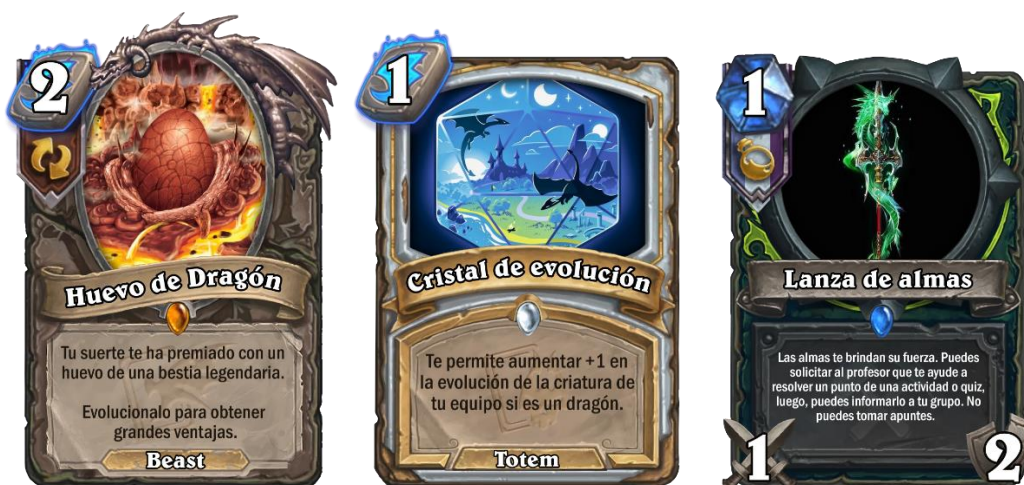 2
Huevo de Dragón
Tu suerte te ha premiado con un
huevo de una bestia legendaria.
Evolucionalo para obtener
grandes ventajas.
Beast
1
Cristal de evolución
Te permite aumentar +1 en
la evolución de la criatura de
tu equipo si es un dragón.
Totem
1
Lanza de almas
Las almas te brindan su fuerza. Puedes
solicitar al profesor que te ayude a
resolver un punto de una actividad o quiz,
luego, puedes informarlo a tu grupo. No
puedes tomar apuntes.
1
2